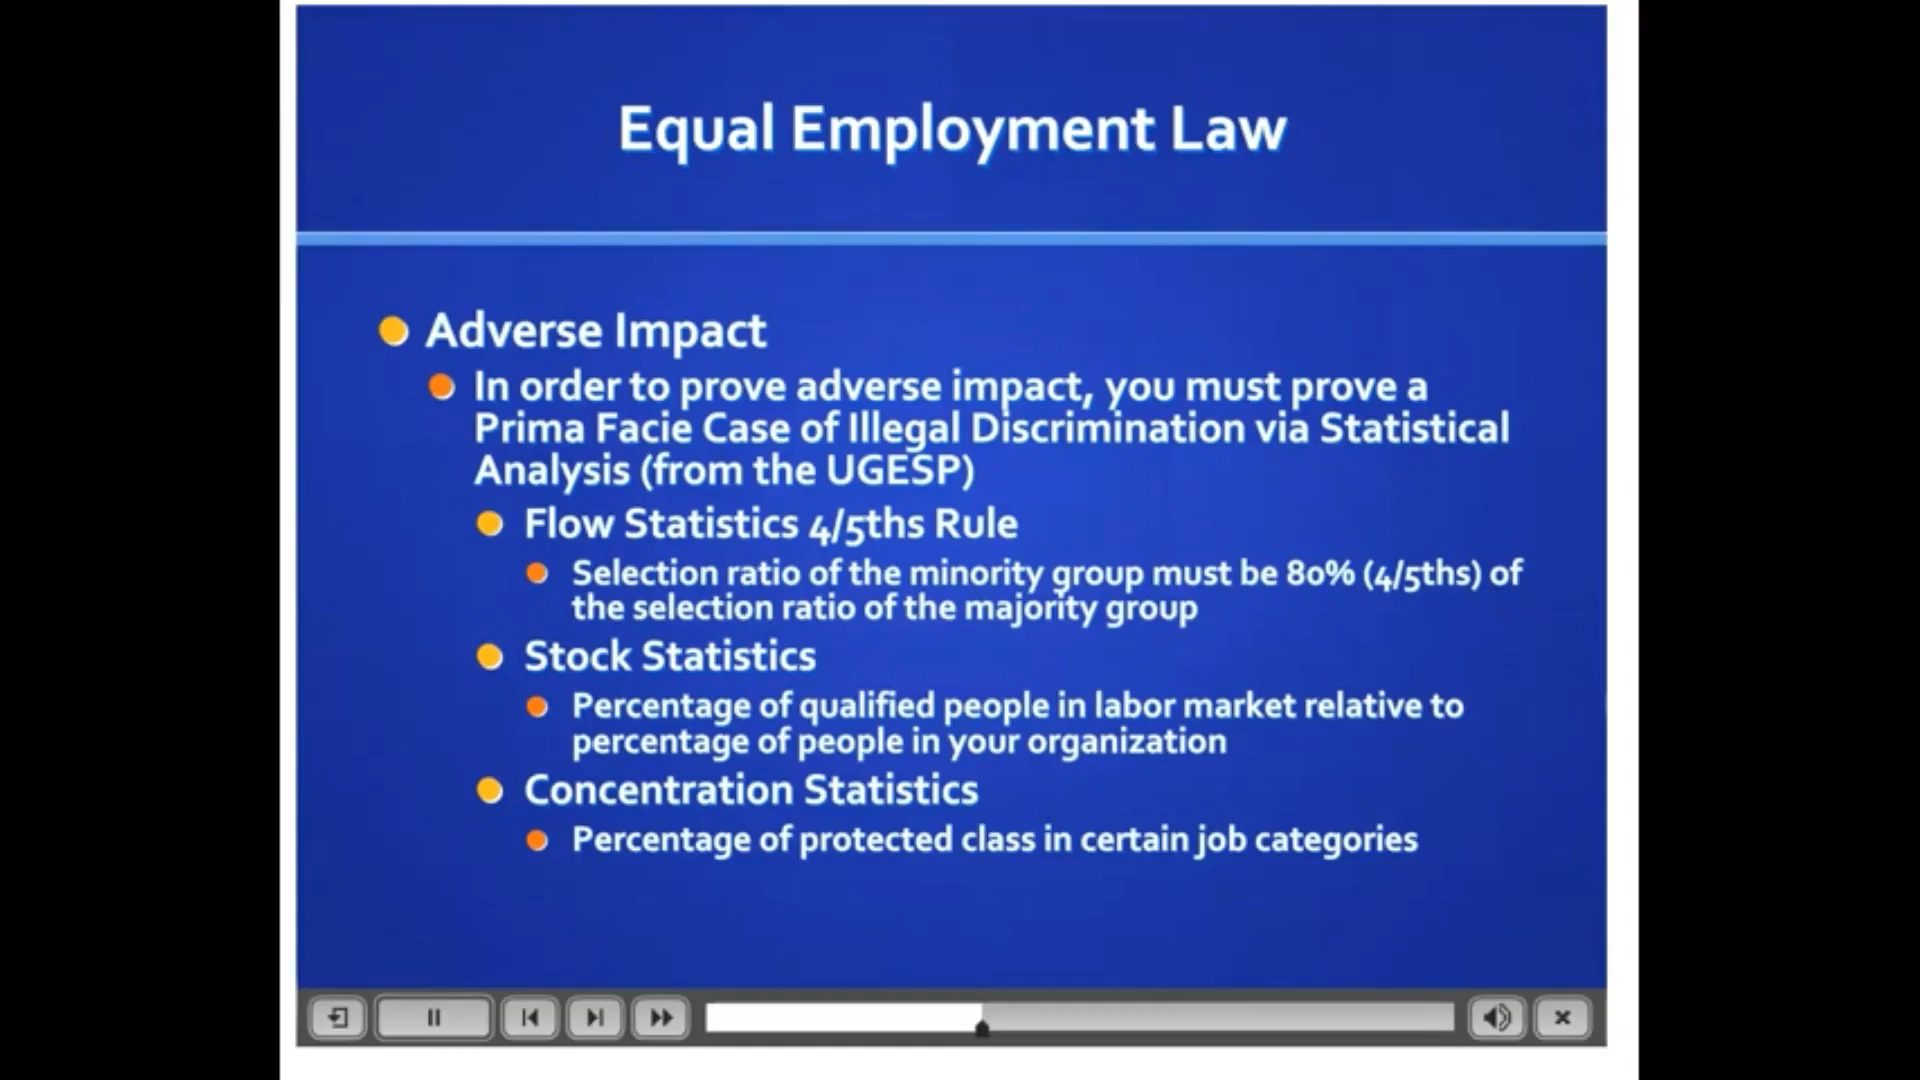 Equal Employment Law
Adverse Impact
In order to prove adverse impact, you must prove a
Prima Facie Case of Illegal Discrimination via Statistical
Analysis (from the UGESP)
Flow Statistics 4/5ths Rule
Selection ratio of the minority group must be 80% (4/5ths) of
the selection ratio of the majority group
Stock Statistics
Percentage of qualified people in labor market relative to
percentage of people in your organization
Concentration Statistics
Percentage of protected class in certain job categories